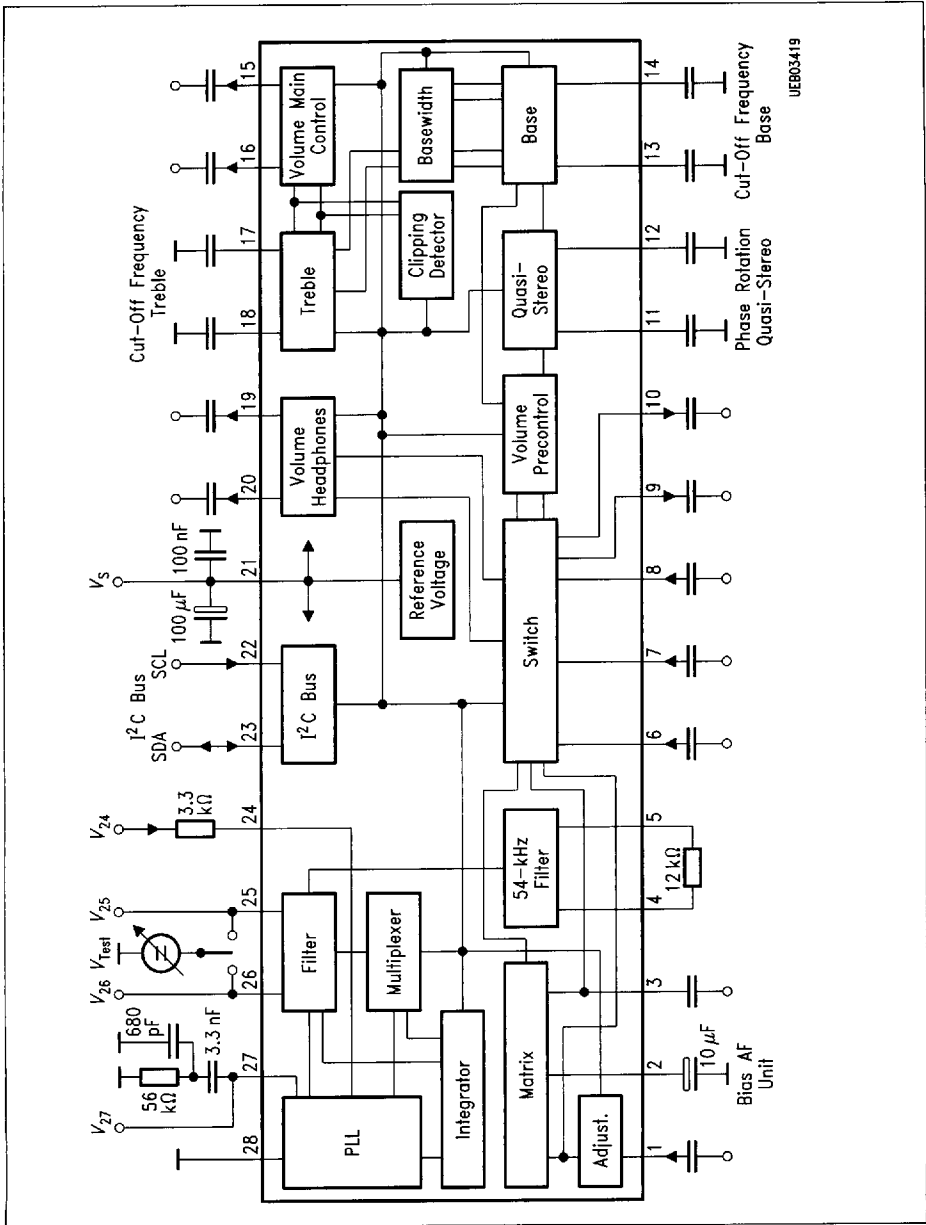 V27
56 kΩ
680 pF
3.3 nF
V26
VTest
V25
V24
3.3 kΩ
I²C Bus
SDA
SCL
VS
100 µF
100 nF
Cut-Off Frequency
Treble
28
27
26
25
24
23
22
21
20
19
18
17
16
15
PLL
Filter
Multiplexer
Integrator
I²C Bus
Reference
Voltage
Volume
Headphones
Treble
Volume Main
Control
Clipping
Detector
Basewidth
Matrix
Adjust.
54-kHz
Filter
Switch
Volume
Precontrol
Quasi-
Stereo
Base
1
2
3
4
5
6
7
8
9
10
11
12
13
14
10 µF
Bias AF
Unit
12 kΩ
Phase Rotation
Quasi-Stereo
Cut-Off Frequency
Base
UEB03419